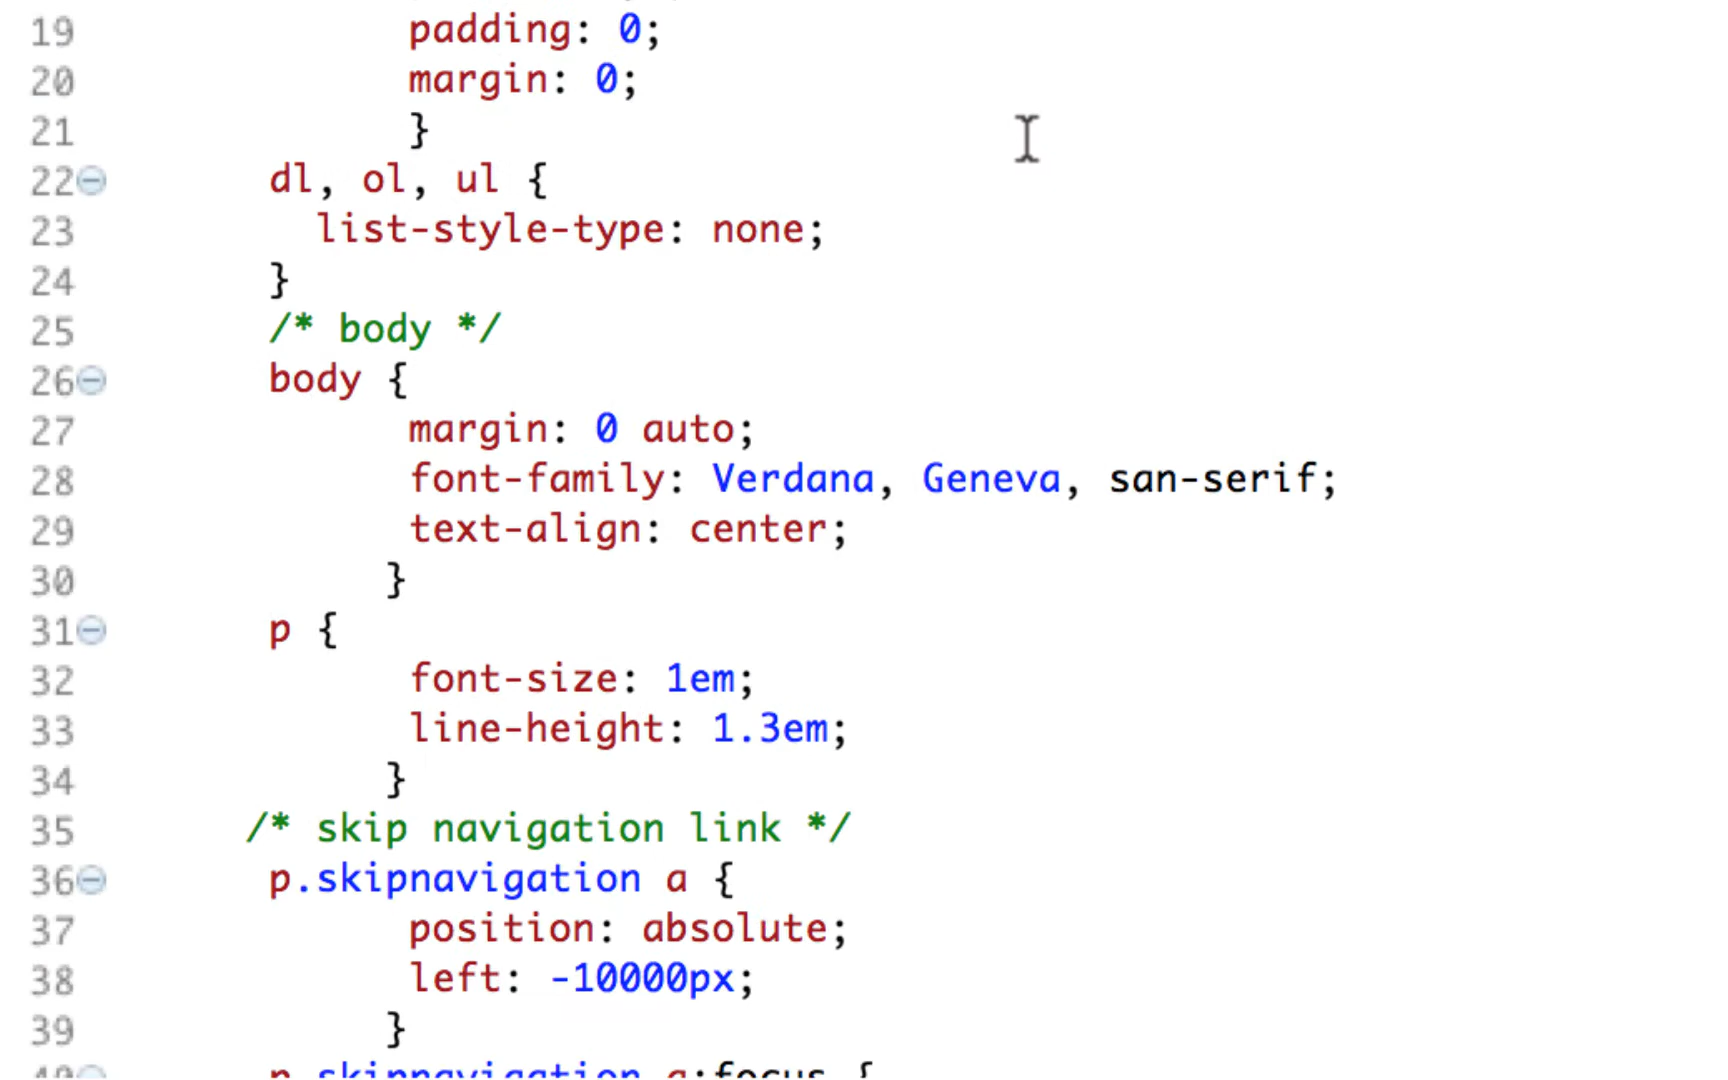 19 padding: 0;
20 margin: 0;
21 }
22 dl, ol, ul {
23 list-style-type: none;
24 }
25 /* body */
26 body {
27 margin: 0 auto;
28 font-family: Verdana, Geneva, san-serif;
29 text-align: center;
30 }
31 p {
32 font-size: 1em;
33 line-height: 1.3em;
34 }
35 /* skip navigation link */
36 p.skipnavigation a {
37 position: absolute;
38 left: -10000px;
39 }
40 p.skipnavigation a:focus {